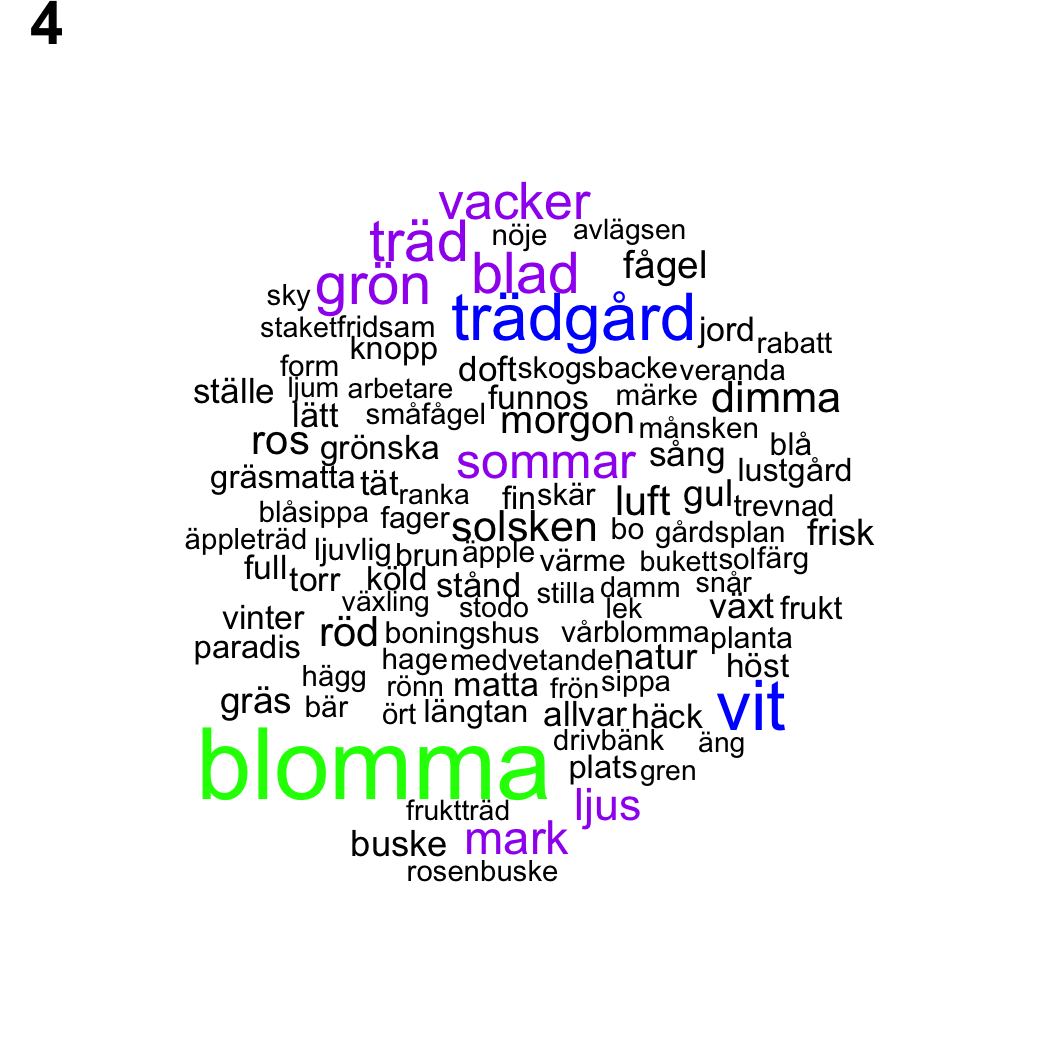 4
vacker
träd nöje avlägsen
grön blad fågel
sky trädgård jord rabatt
staket fridsam
knopp
form doft skogsbacke veranda
ställe ljum arbetare funnos märke dimma
lätt småfågel morgon månsken
ros grönska sommar sång blå
gräsmatta tät ranka fin skär luft gul lustgård
blåsippa fager solsken bo gårdsplan trevnad frisk
äppleträd ljuvlig brun äpple värme bukett sol färg
full torr köld stånd stilla damm snår
växling stodo lek växt frukt
vinter röd boningshus vårblomma planta
paradis hage medvetande natur höst
hägg rönn matta frön sippa
gräs bär ört längtan allvar häck vit
blomma drivbänk äng
plats gren
fruktträd ljus
buske mark
rosenbuske